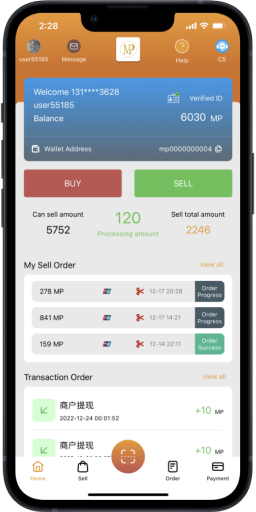 2:28
user55185
Message
MP
Help
CS
Welcome 131****3628
user55185
Verified ID
Balance
6030 MP
Wallet Address
mp0000000004
BUY
SELL
Can sell amount
5752
120
Processing amount
Sell total amount
2246
My Sell Order
view all
278 MP
12-17 20:28
Order Progress
841 MP
12-17 14:21
Order Progress
159 MP
12-14 22:11
Order Success
Transaction Order
view all
商户提现
2022-12-24 00:01:52
+10 MP
商户提现
+10 MP
Home
Sell
Order
Payment